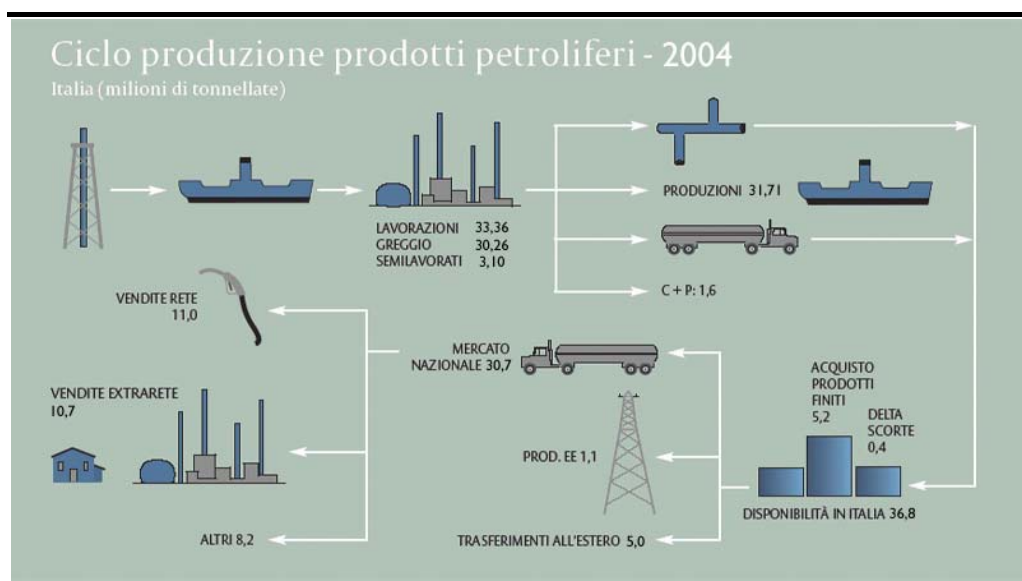 Ciclo produzione prodotti petroliferi - 2004
Italia (milioni di tonnellate)
LAVORAZIONI 33,36
GREGGIO 30,26
SEMILAVORATI 3,10
PRODUZIONI 31,71
C + P: 1,6
VENDITE RETE
11,0
MERCATO
NAZIONALE 30,7
VENDITE EXTRARETE
10,7
PROD. EE 1,1
ACQUISTO
PRODOTTI
FINITI
5,2
DELTA
SCORTE
0,4
DISPONIBILITÀ IN ITALIA 36,8
ALTRI 8,2
TRASFERIMENTI ALL'ESTERO 5,0